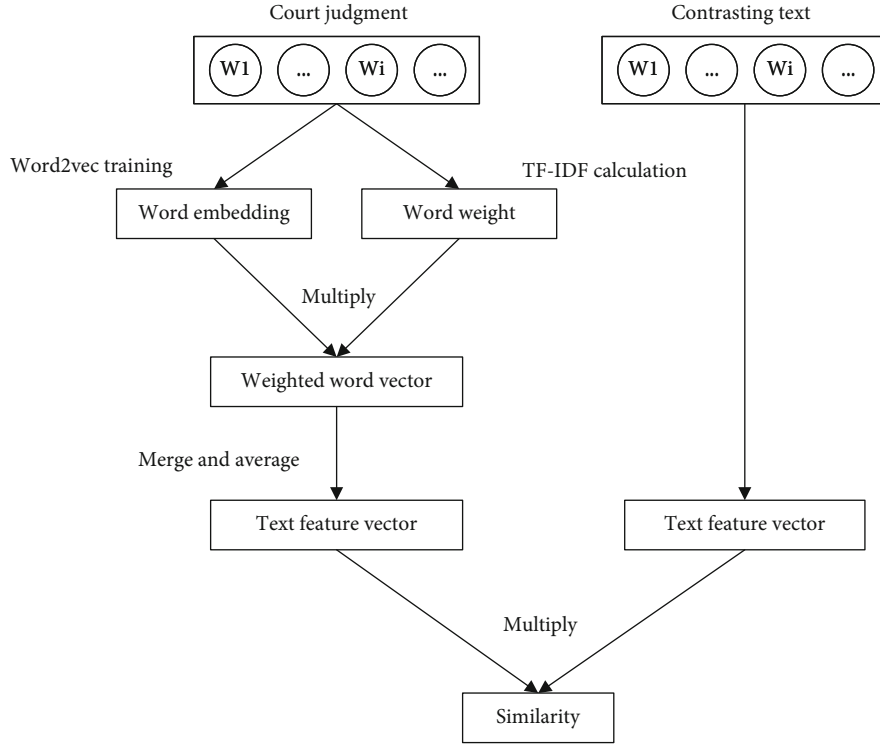 Court judgment
Contrasting text
W1 ... Wi ...
W1 ... Wi ...
Word2vec training
TF-IDF calculation
Word embedding
Word weight
Multiply
Weighted word vector
Merge and average
Text feature vector
Text feature vector
Multiply
Similarity